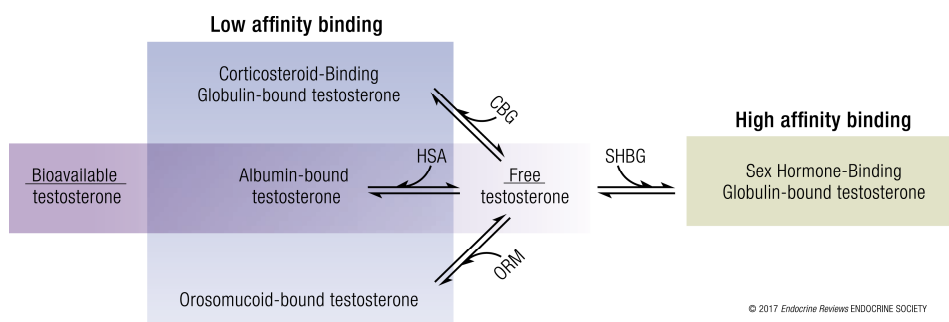 Low affinity binding
Corticosteroid-Binding
Globulin-bound testosterone
CBG
High affinity binding
Bioavailable
testosterone
Albumin-bound
testosterone
HSA
Free
testosterone
SHBG
Sex Hormone-Binding
Globulin-bound testosterone
ORM
Orosomucoid-bound testosterone
© 2017 Endocrine Reviews ENDOCRINE SOCIETY